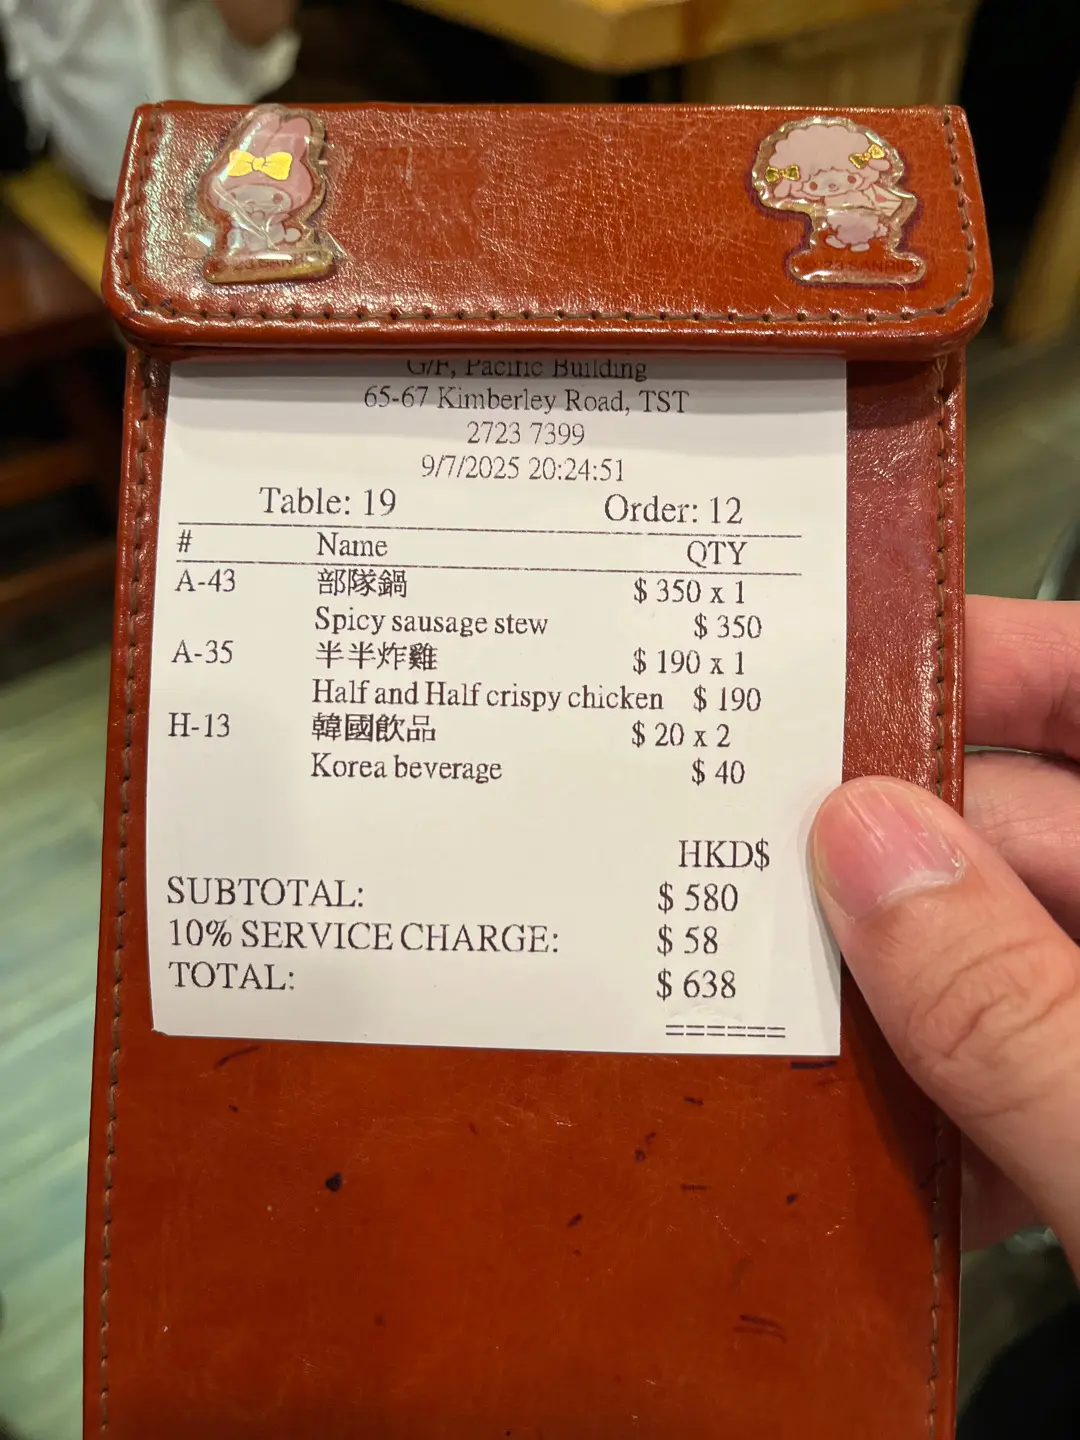 G/F, Pacific Building
65-67 Kimberley Road, TST
2723 7399
9/7/2025 20:24:51
Table: 19 Order: 12
# Name QTY
A-43 部隊鍋 $ 350 x 1
Spicy sausage stew $ 350
A-35 半半炸雞 $ 190 x 1
Half and Half crispy chicken $ 190
H-13 韓國飲品 $ 20 x 2
Korea beverage $ 40
HKD$
SUBTOTAL: $ 580
10% SERVICE CHARGE: $ 58
TOTAL: $ 638
======